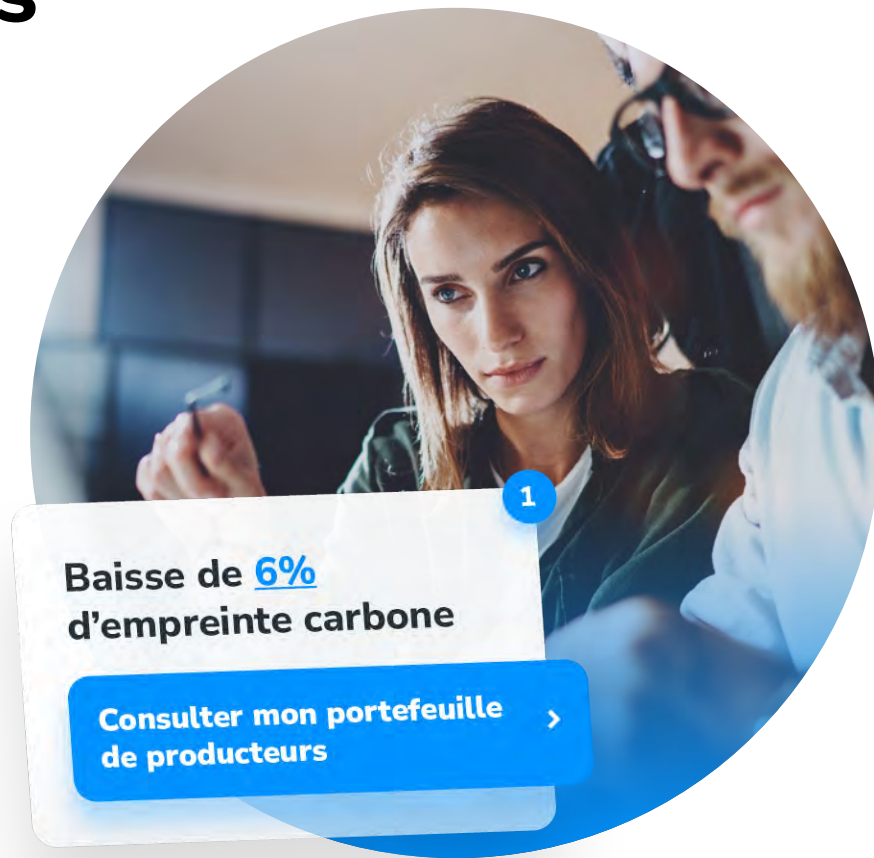 s
1
Baisse de 6%
d’empreinte carbone
Consulter mon portefeuille
de producteurs